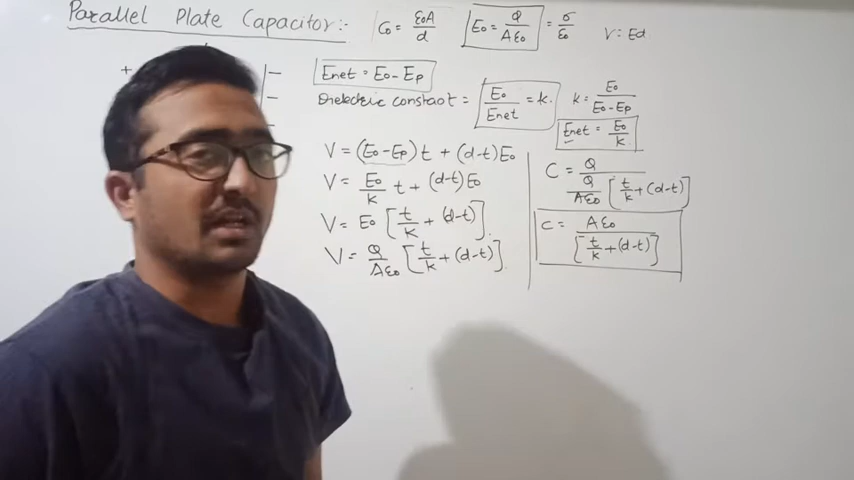 Parallel Plate Capacitor :- C₀ = ε₀A/d E₀ = Q/Aε₀ = σ/ε₀ V = Ed
+ −
−
Enet = E₀ − Ep
Dielectric constant = E₀/Enet = k. k = E₀/E₀−Ep
Enet = E₀/k.
V = (E₀−Ep)t + (d−t)E₀
V = E₀/k t + (d−t)E₀
V = E₀ [t/k + (d−t)]
V = Q/Aε₀ [t/k + (d−t)].
C = Q/Q/Aε₀ [t/k + (d−t)]
C = Aε₀/[t/k + (d−t)]